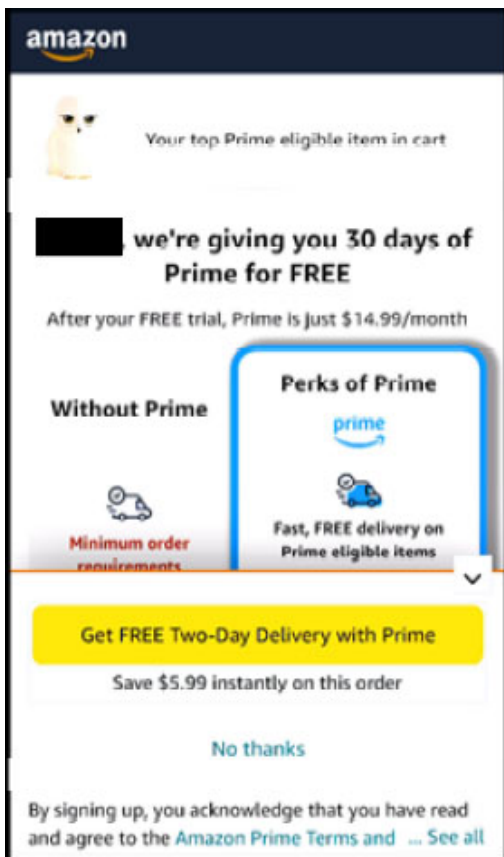 amazon
Your top Prime eligible item in cart
, we're giving you 30 days of
Prime for FREE
After your FREE trial, Prime is just $14.99/month
Without Prime
Minimum order
requirements
Perks of Prime
prime
Fast, FREE delivery on
Prime eligible items
Get FREE Two-Day Delivery with Prime
Save $5.99 instantly on this order
No thanks
By signing up, you acknowledge that you have read
and agree to the Amazon Prime Terms and ... See all